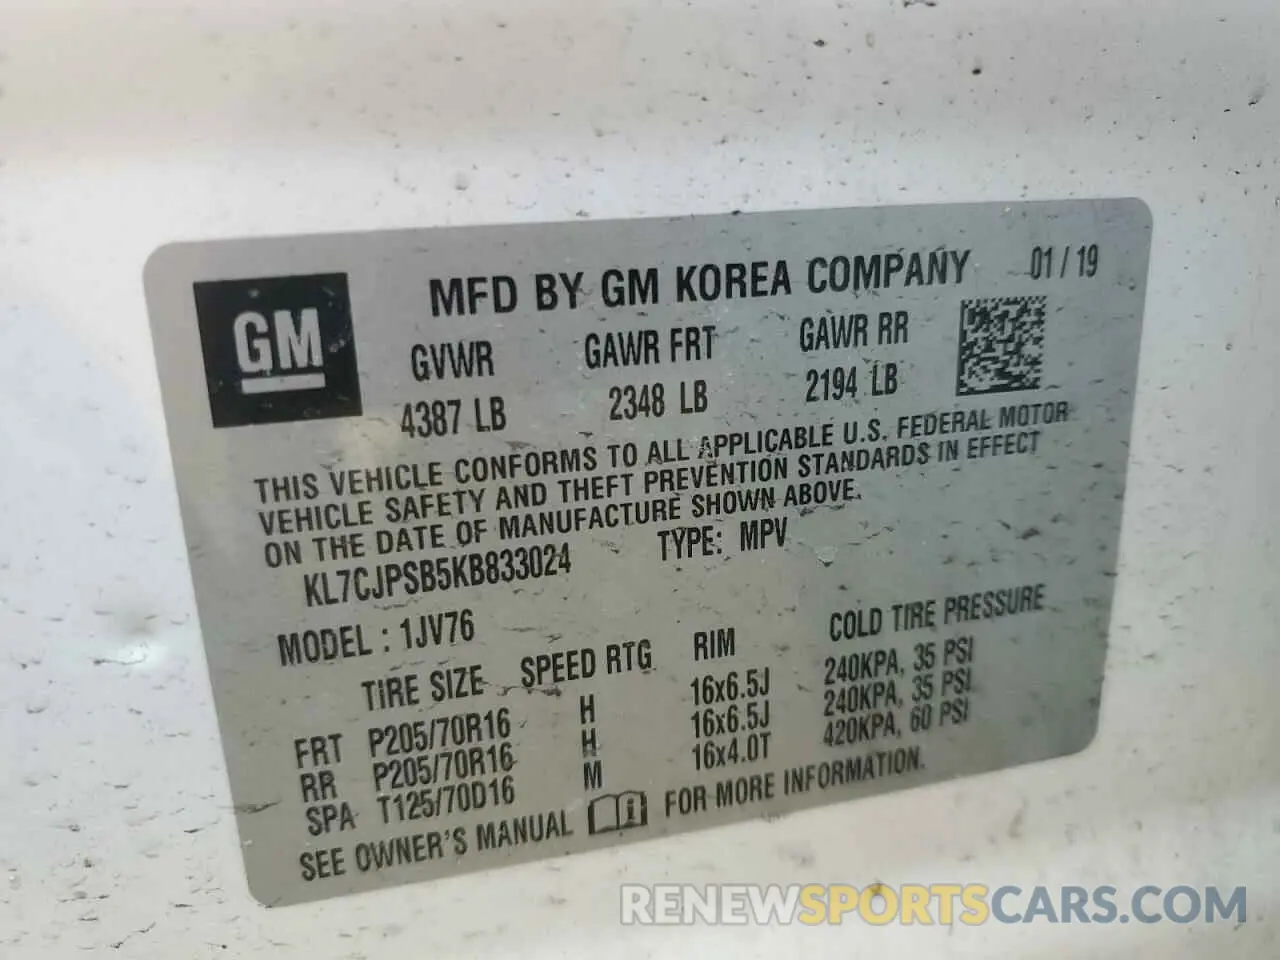 GM
MFD BY GM KOREA COMPANY 01 / 19
GVWR GAWR FRT GAWR RR
4387 LB 2348 LB 2194 LB
THIS VEHICLE CONFORMS TO ALL APPLICABLE U.S. FEDERAL MOTOR
VEHICLE SAFETY AND THEFT PREVENTION STANDARDS IN EFFECT
ON THE DATE OF MANUFACTURE SHOWN ABOVE.
KL7CJPSB5KB833024 TYPE: MPV
MODEL : 1JV76
TIRE SIZE SPEED RTG RIM COLD TIRE PRESSURE
FRT P205/70R16 H 16x6.5J 240KPA, 35 PSI
RR P205/70R16 H 16x6.5J 240KPA, 35 PSI
SPA T125/70D16 M 16x4.0T 420KPA, 60 PSI
SEE OWNER'S MANUAL FOR MORE INFORMATION.
RENEWSPORTSCARS.COM